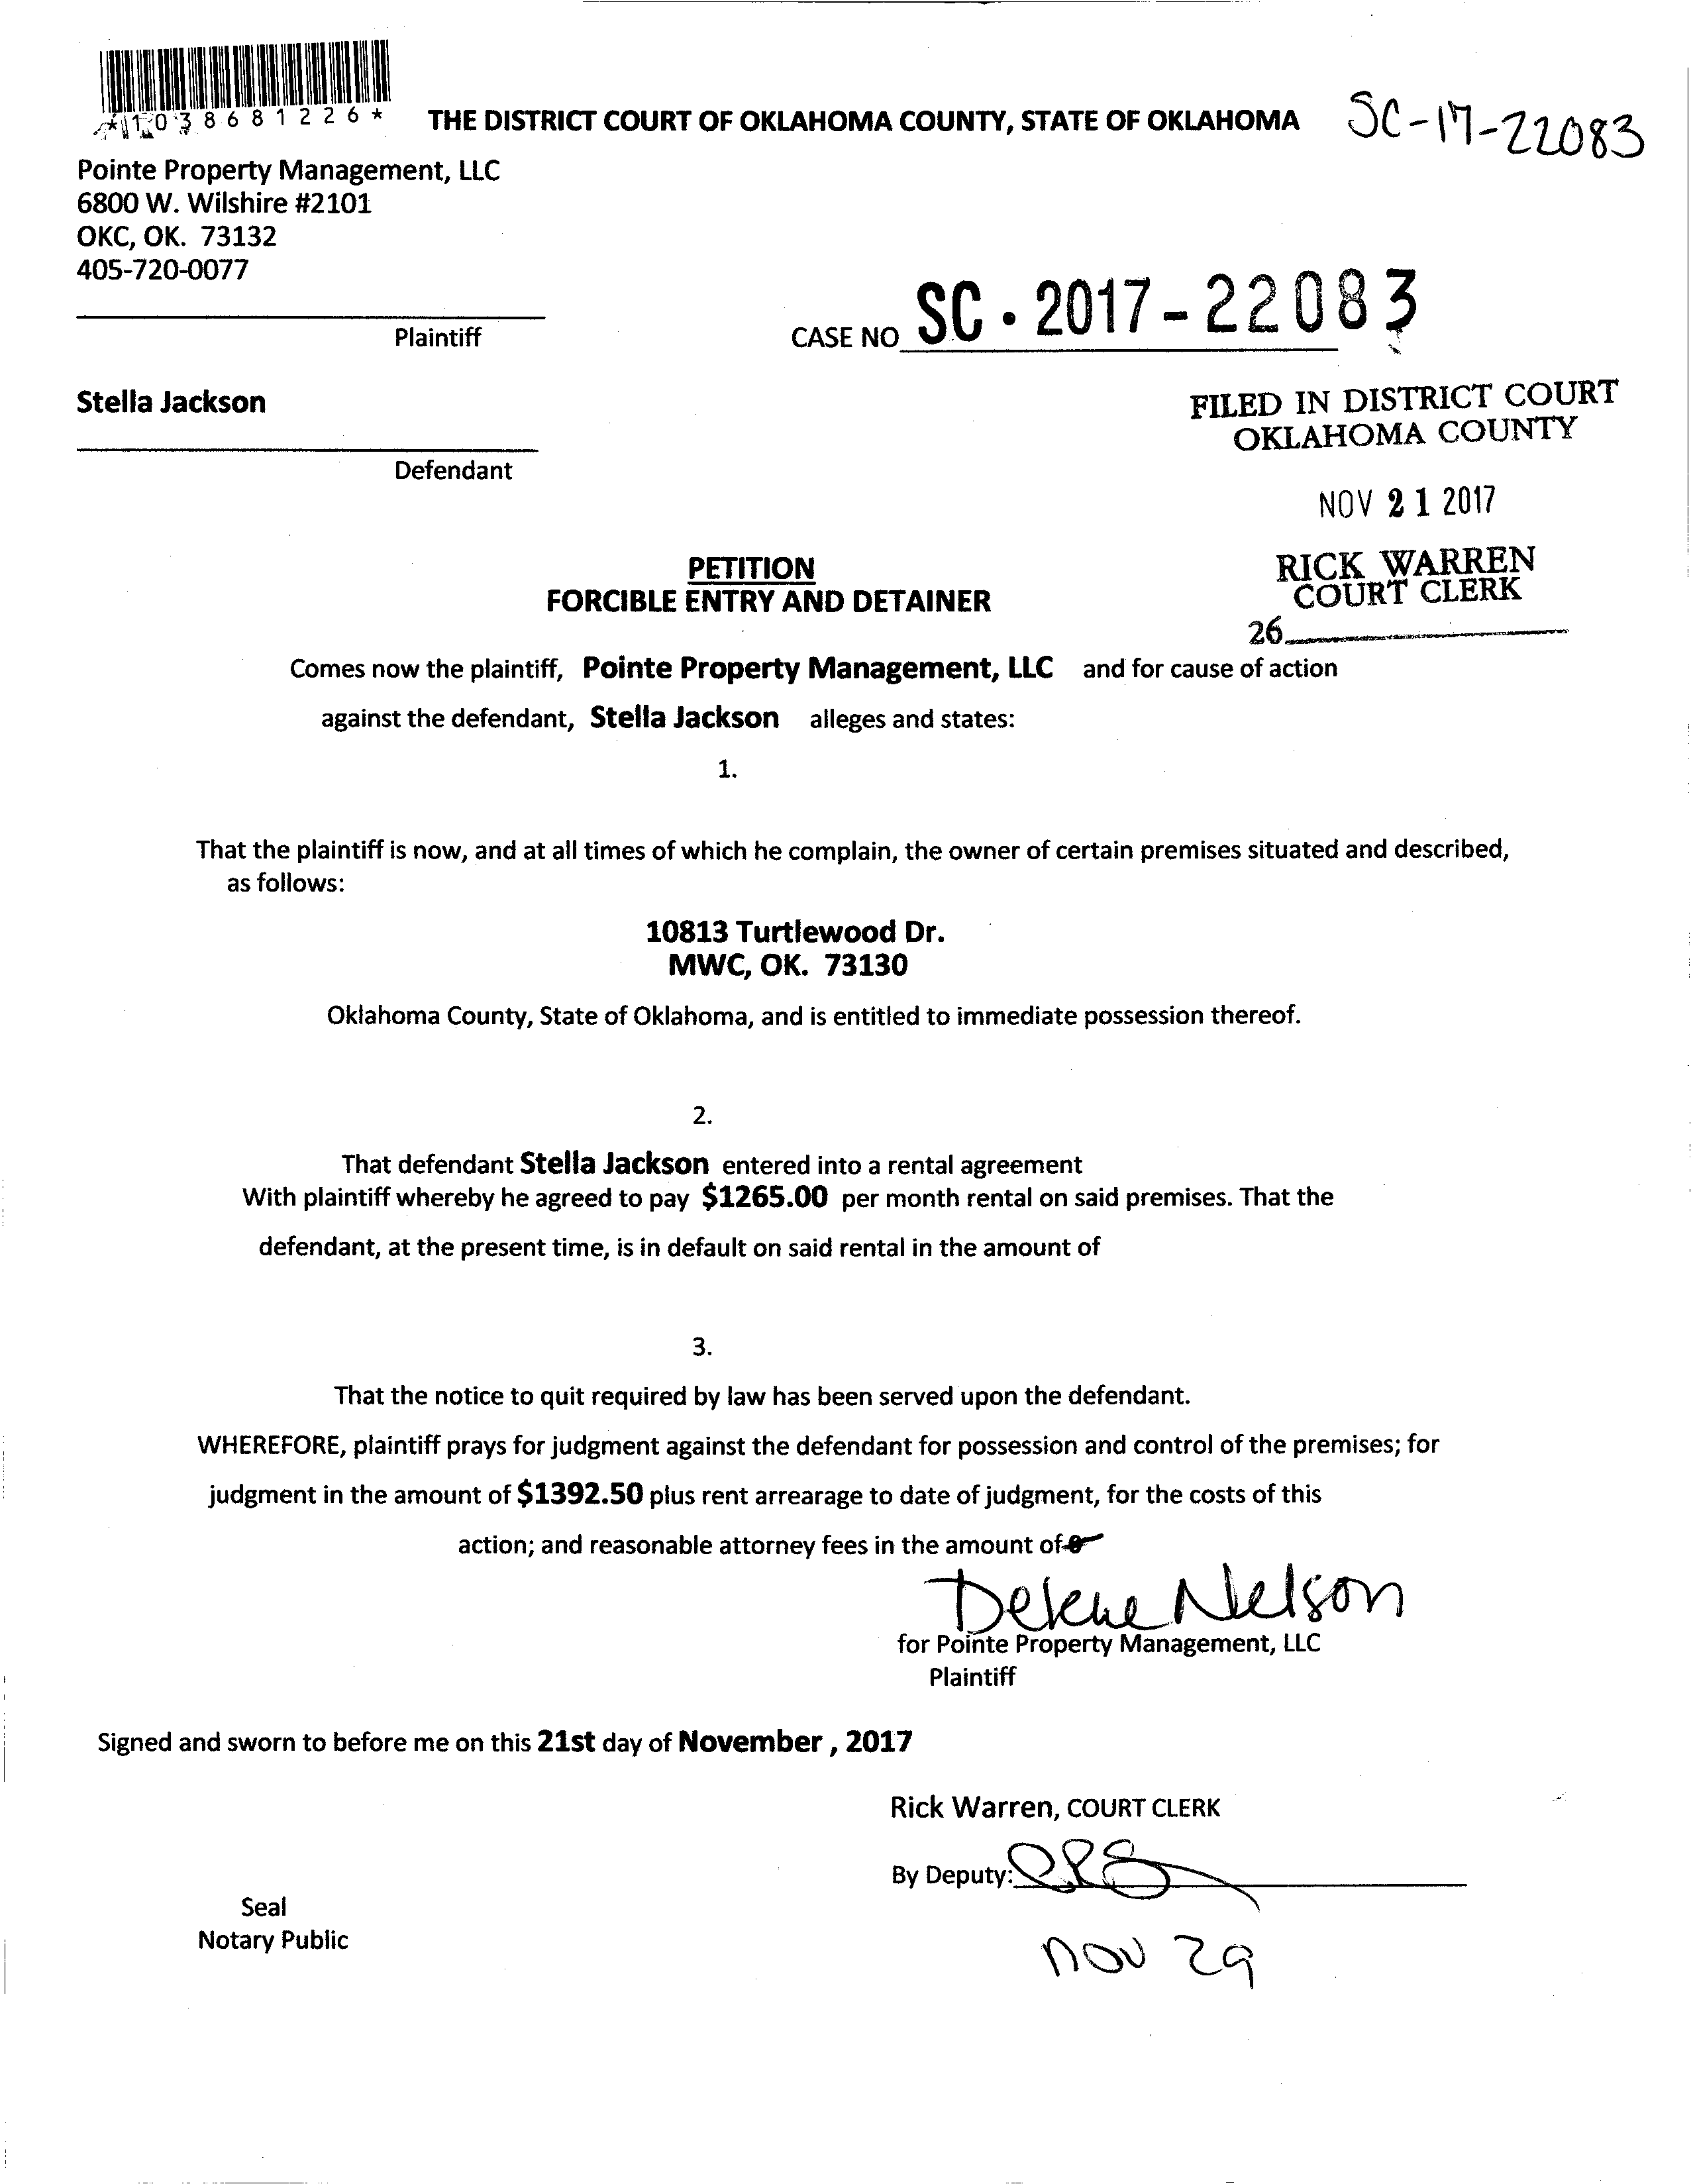 *1038681226*
THE DISTRICT COURT OF OKLAHOMA COUNTY, STATE OF OKLAHOMA
SC-17-22083
Pointe Property Management, LLC
6800 W. Wilshire #2101
OKC, OK. 73132
405-720-0077
Plaintiff
CASE NO SC-2017-22083
Stella Jackson
Defendant
FILED IN DISTRICT COURT
OKLAHOMA COUNTY
NOV 21 2017
RICK WARREN
COURT CLERK
26
PETITION
FORCIBLE ENTRY AND DETAINER
Comes now the plaintiff, Pointe Property Management, LLC and for cause of action
against the defendant, Stella Jackson alleges and states:
1.
That the plaintiff is now, and at all times of which he complain, the owner of certain premises situated and described,
as follows:
10813 Turtlewood Dr.
MWC, OK. 73130
Oklahoma County, State of Oklahoma, and is entitled to immediate possession thereof.
2.
That defendant Stella Jackson entered into a rental agreement
With plaintiff whereby he agreed to pay $1265.00 per month rental on said premises. That the
defendant, at the present time, is in default on said rental in the amount of
3.
That the notice to quit required by law has been served upon the defendant.
WHEREFORE, plaintiff prays for judgment against the defendant for possession and control of the premises; for
judgment in the amount of $1392.50 plus rent arrearage to date of judgment, for the costs of this
action; and reasonable attorney fees in the amount of
Nelson
for Pointe Property Management, LLC
Plaintiff
Signed and sworn to before me on this 21st day of November , 2017
Rick Warren, COURT CLERK
By Deputy:
Seal
Notary Public
NOV 29